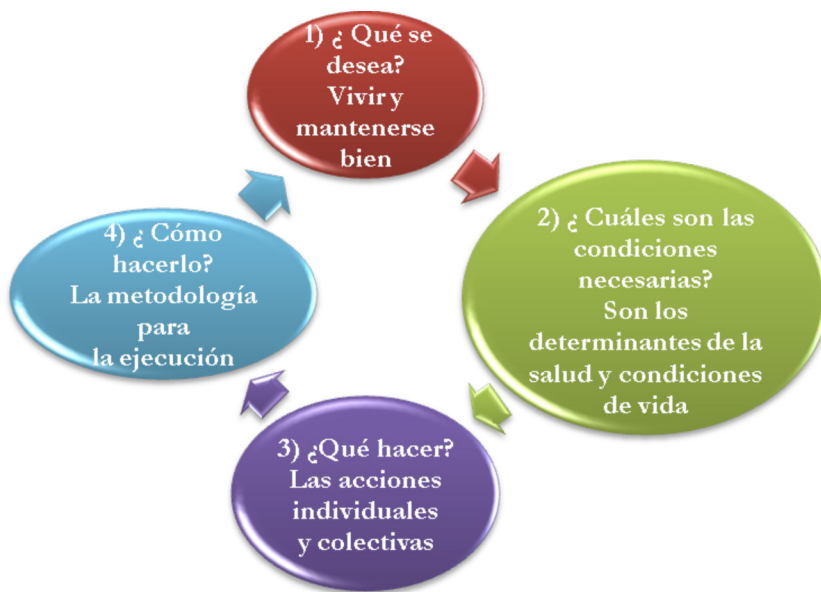 1) ¿ Qué se
desea?
Vivir y
mantenerse
bien
2) ¿ Cuáles son las
condiciones
necesarias?
Son los
determinantes de la
salud y condiciones
de vida
3) ¿Qué hacer?
Las acciones
individuales
y colectivas
4) ¿ Cómo
hacerlo?
La metodología
para
la ejecución